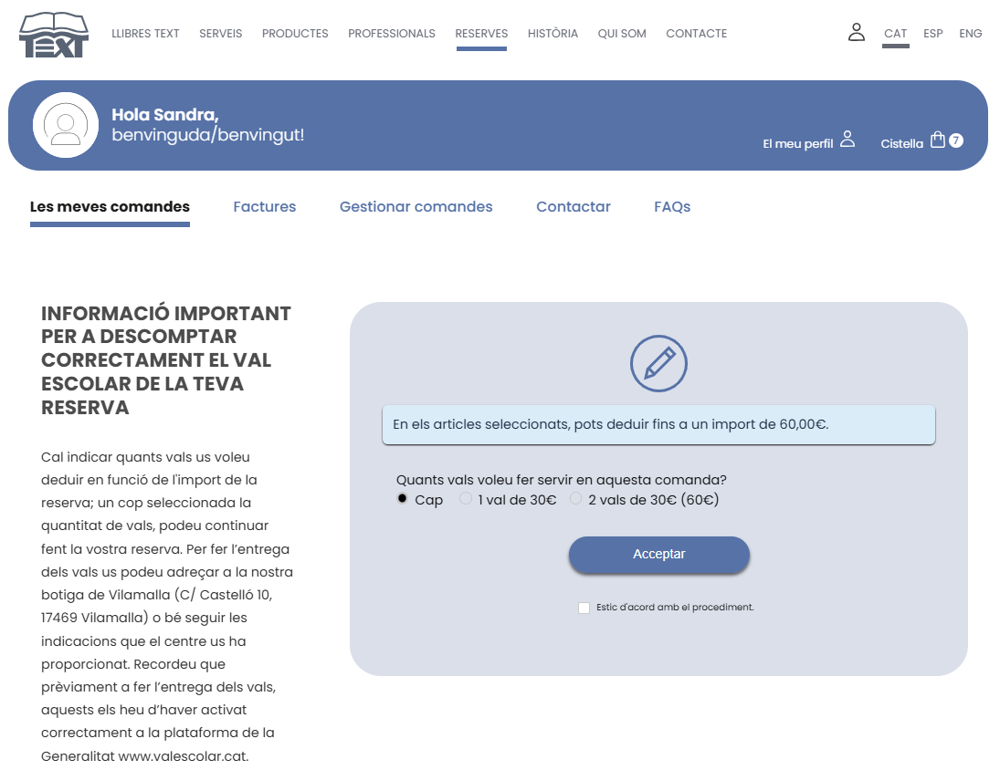 TEXT
LLIBRES TEXT SERVEIS PRODUCTES PROFESSIONALS RESERVES HISTÒRIA QUI SOM CONTACTE CAT ESP ENG
Hola Sandra,
benvinguda/benvingut!
El meu perfil Cistella 7
Les meves comandes Factures Gestionar comandes Contactar FAQs
INFORMACIÓ IMPORTANT
PER A DESCOMPTAR
CORRECTAMENT EL VAL
ESCOLAR DE LA TEVA
RESERVA
Cal indicar quants vals us voleu
deduir en funció de l'import de la
reserva; un cop seleccionada la
quantitat de vals, podeu continuar
fent la vostra reserva. Per fer l’entrega
dels vals us podeu adreçar a la nostra
botiga de Vilamalla (C/ Castelló 10,
17469 Vilamalla) o bé seguir les
indicacions que el centre us ha
proporcionat. Recordeu que
prèviament a fer l’entrega dels vals,
aquests els heu d’haver activat
correctament a la plataforma de la
Generalitat www.valescolar.cat.
En els articles seleccionats, pots deduir fins a un import de 60,00€.
Quants vals voleu fer servir en aquesta comanda?
Cap 1 val de 30€ 2 vals de 30€ (60€)
Acceptar
Estic d'acord amb el procediment.